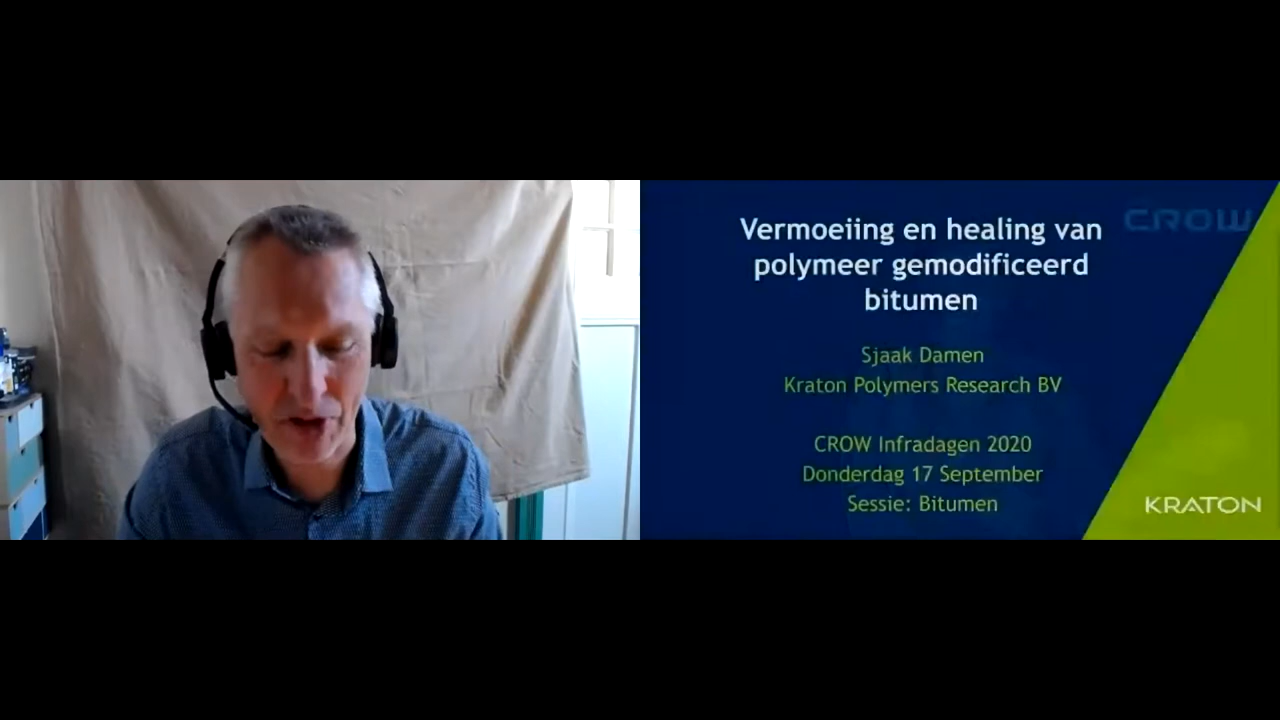 CROW
Vermoeiing en healing van
polymeer gemodificeerd
bitumen
Sjaak Damen
Kraton Polymers Research BV
CROW Infradagen 2020
Donderdag 17 September
Sessie: Bitumen
KRATON